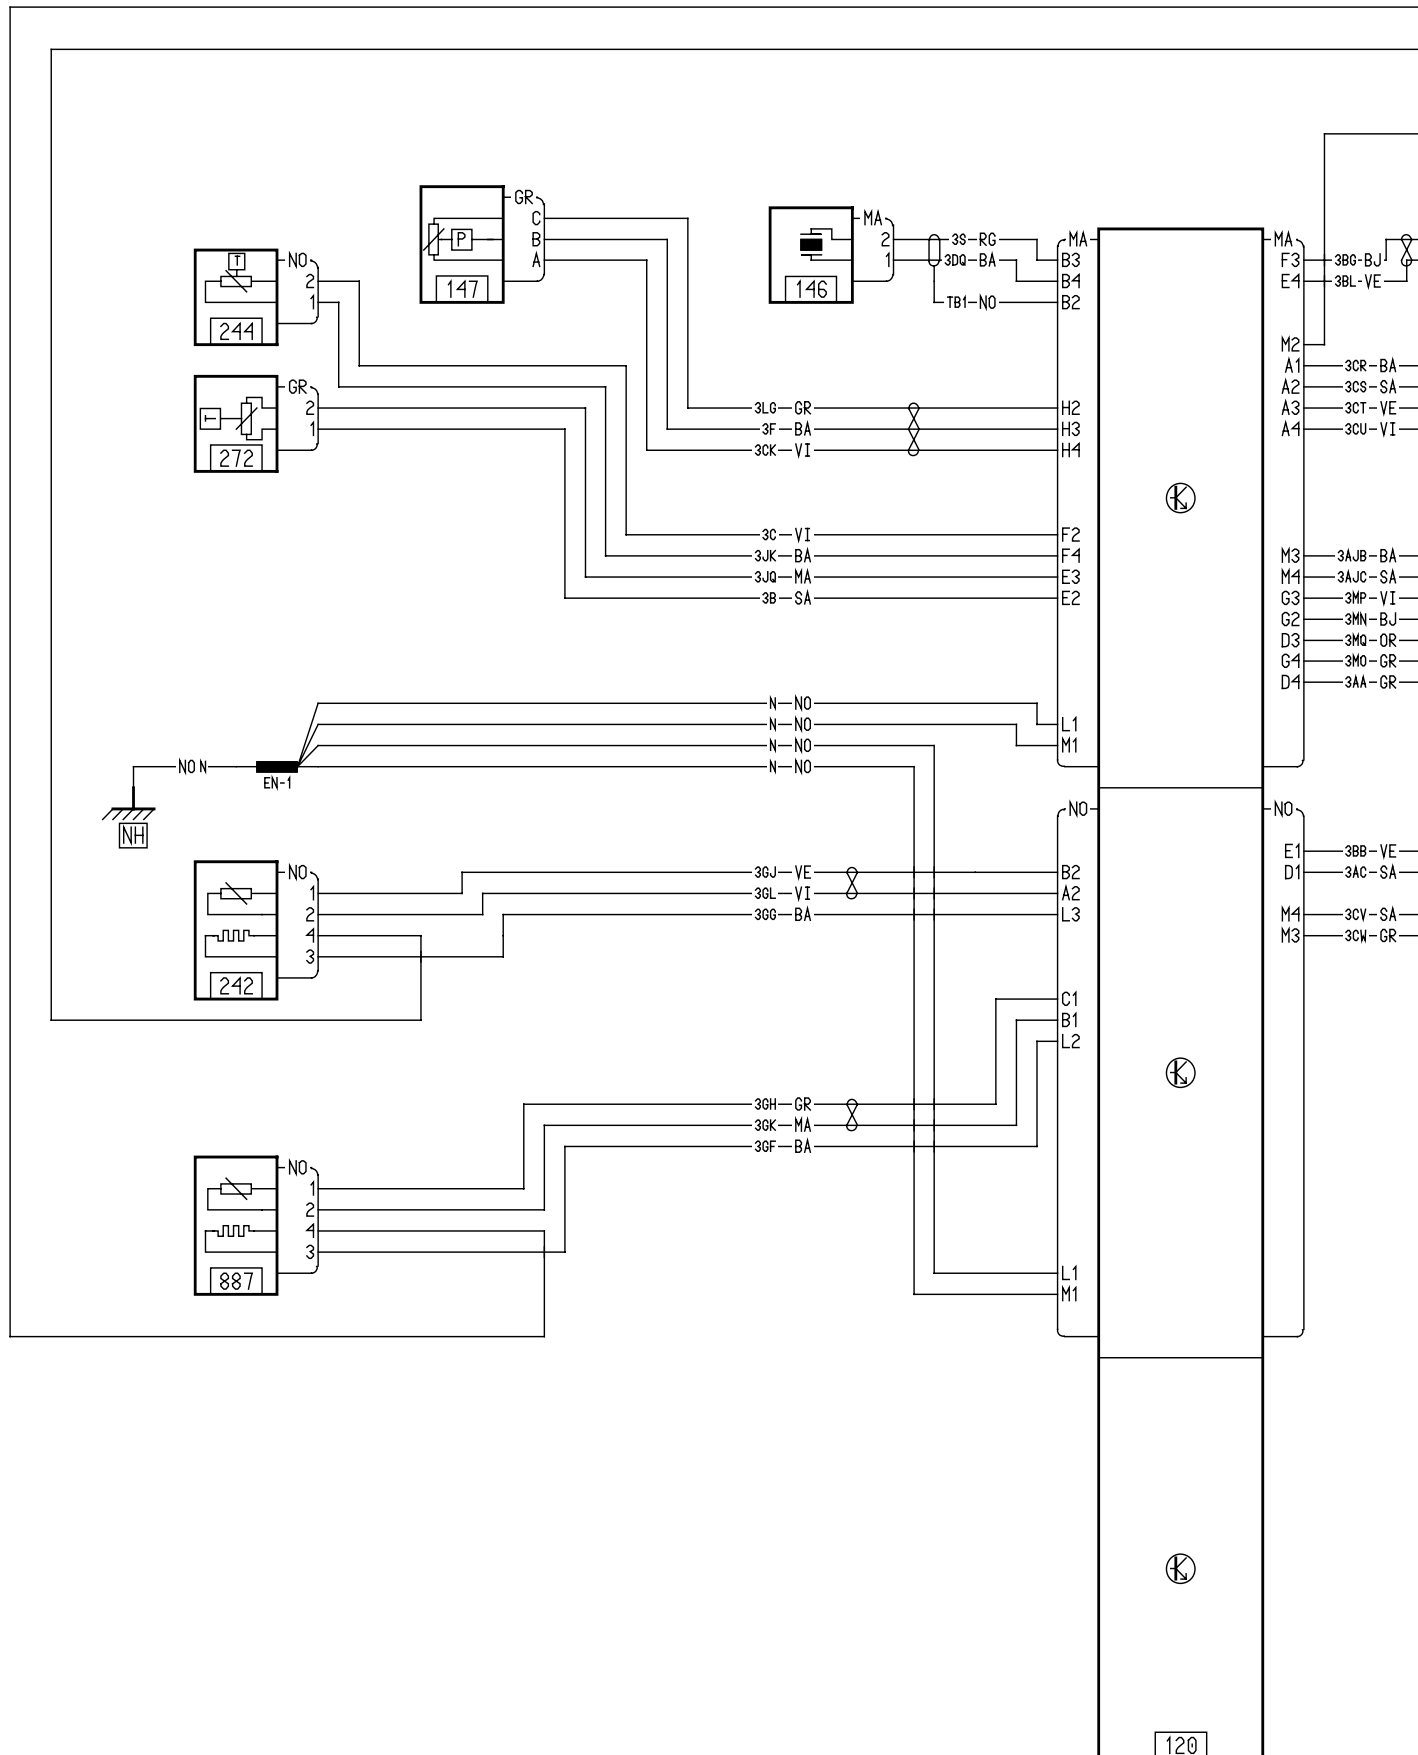 GR
C
B
A
P
147
MA
2
1
146
3S RG
3DQ BA
TB1 NO
MA
B3
B4
B2
MA
F3 3BG BJ
E4 3BL VE
M2
A1 3CR BA
A2 3CS SA
A3 3CT VE
A4 3CU VI
T
NO
2
1
244
T
GR
2
1
272
3LG GR H2
3F BA H3
3CK VI H4
3C VI F2
3JK BA F4
3JQ MA E3
3B SA E2
M3 3AJB BA
M4 3AJC SA
G3 3MP VI
G2 3MN BJ
D3 3MQ OR
G4 3MO GR
D4 3AA GR
N NO
N NO L1
N NO M1
NO N
N NO
EN-1
NH
NO
NO
NO
1
2
4
3
242
3GJ VE B2
3GL VI A2
3GG BA L3
E1 3BB VE
D1 3AC SA
M4 3CV SA
M3 3CW GR
C1
B1
L2
3GH GR
3GK MA
3GF BA
NO
1
2
4
3
887
L1
M1
120